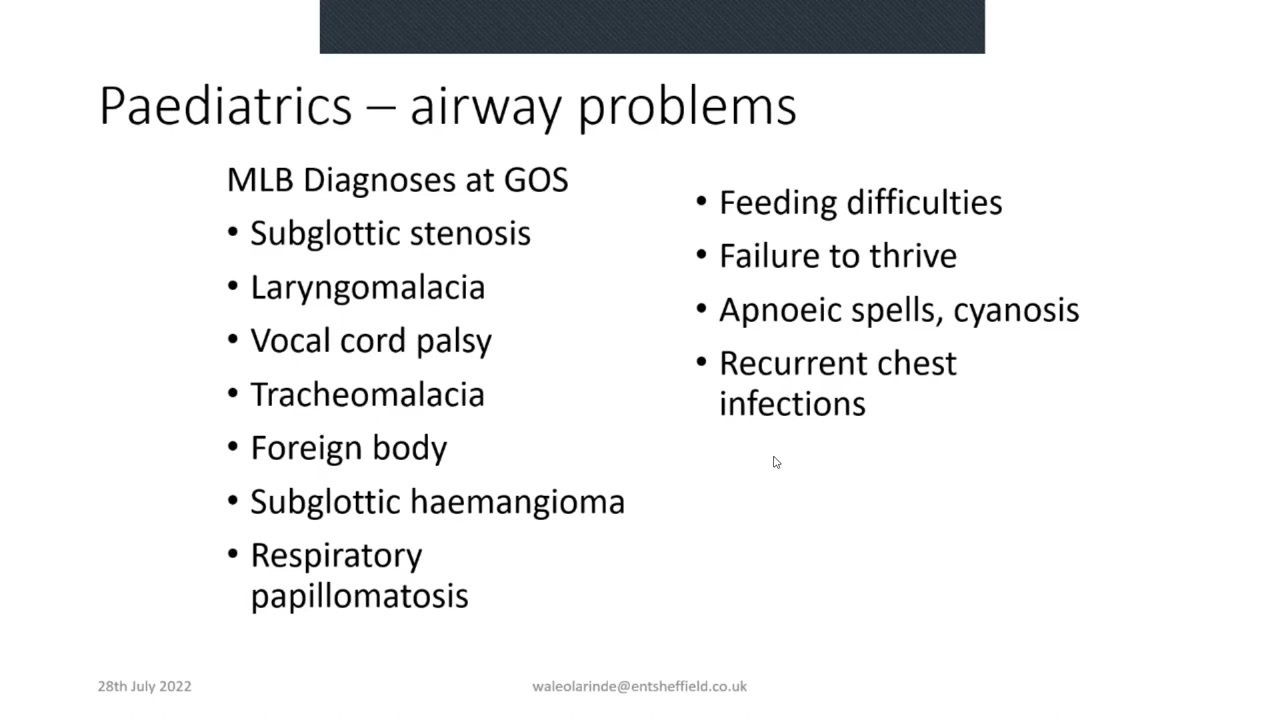 Paediatrics – airway problems
MLB Diagnoses at GOS
• Subglottic stenosis
• Laryngomalacia
• Vocal cord palsy
• Tracheomalacia
• Foreign body
• Subglottic haemangioma
• Respiratory
papillomatosis
• Feeding difficulties
• Failure to thrive
• Apnoeic spells, cyanosis
• Recurrent chest
infections
28th July 2022
waleolarinde@entsheffield.co.uk